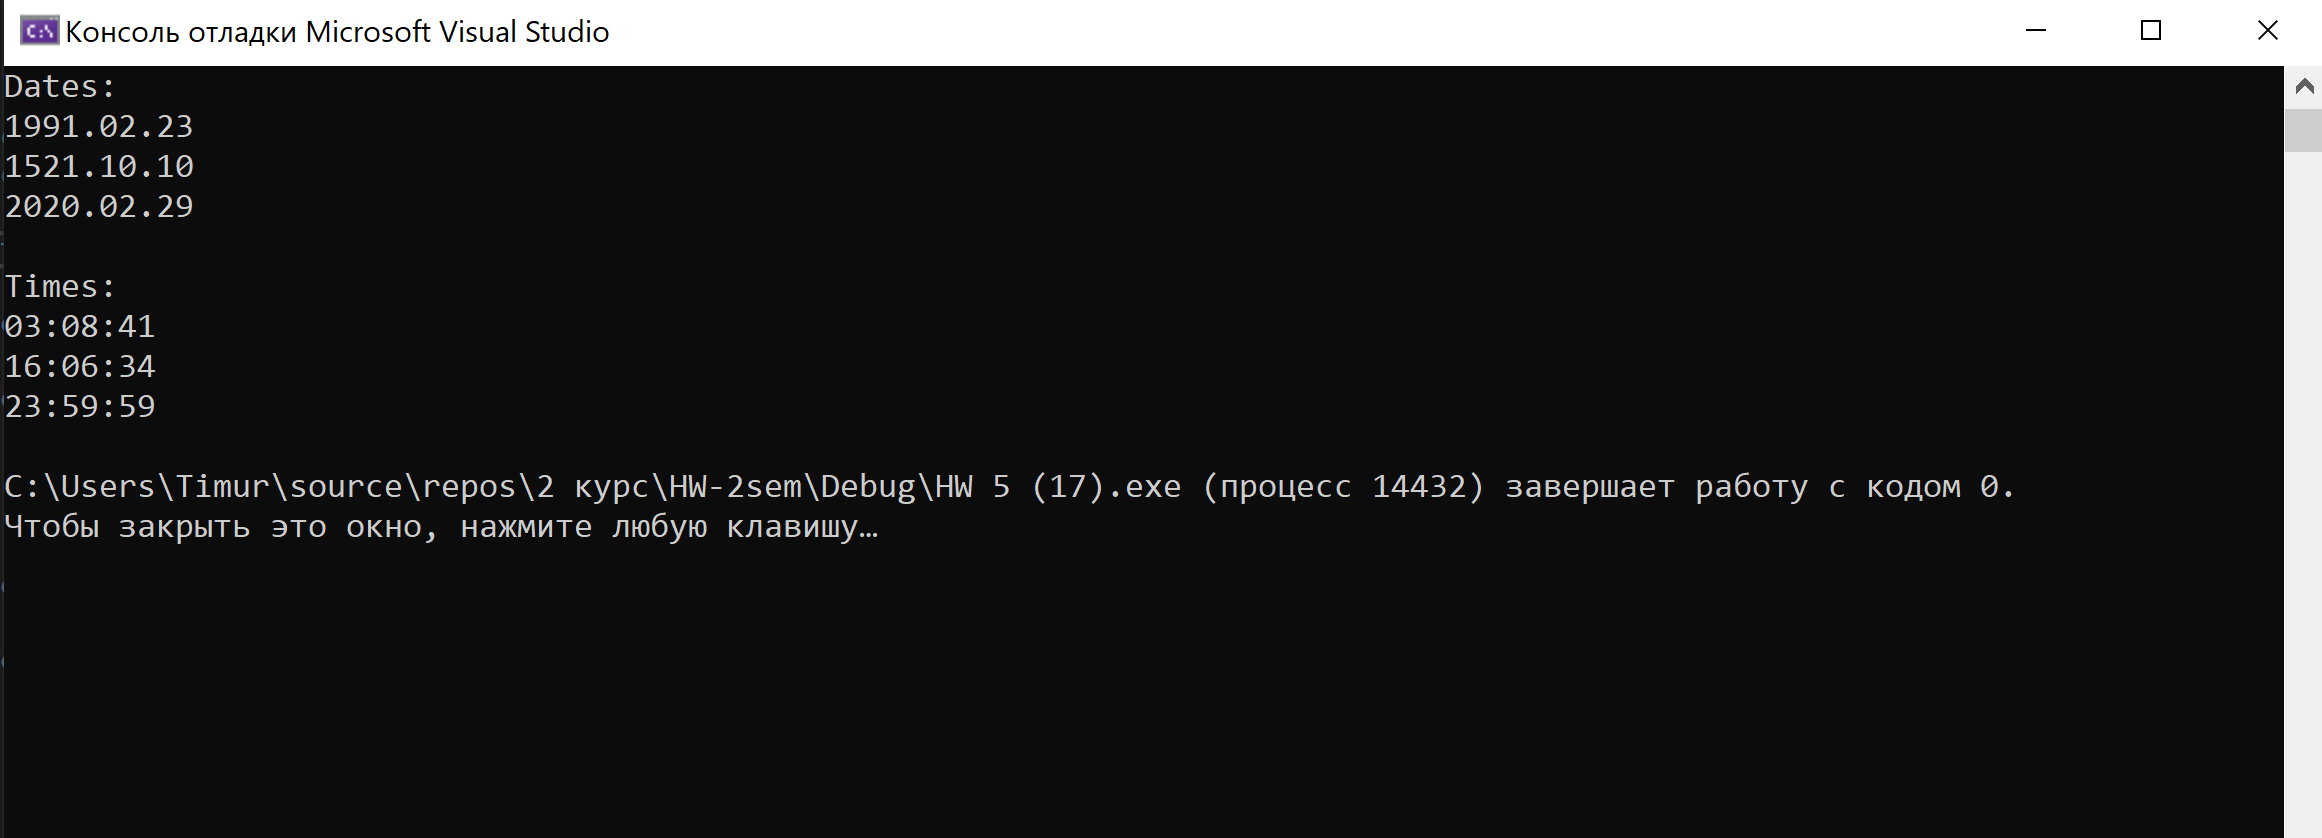 Консоль отладки Microsoft Visual Studio
Dates:
1991.02.23
1521.10.10
2020.02.29
Times:
03:08:41
16:06:34
23:59:59
C:\Users\Timur\source\repos\2 курс\HW-2sem\Debug\HW 5 (17).exe (процесс 14432) завершает работу с кодом 0.
Чтобы закрыть это окно, нажмите любую клавишу…